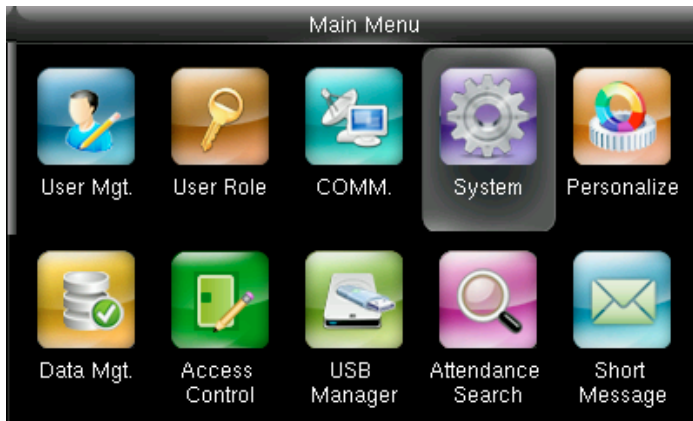 Main Menu
User Mgt.
User Role
COMM.
System
Personalize
Data Mgt.
Access
Control
USB
Manager
Attendance
Search
Short
Message